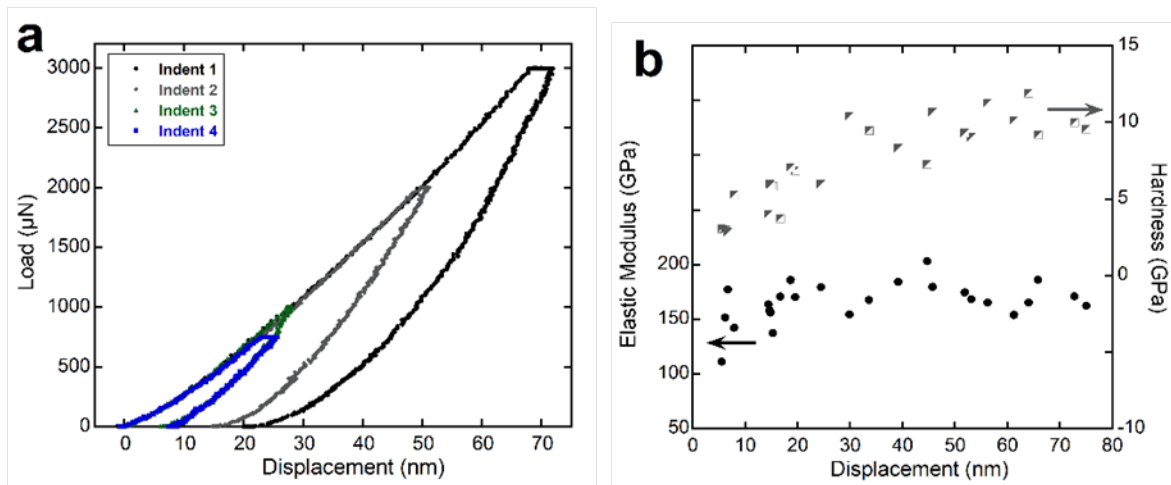 a
Indent 1
Indent 2
Indent 3
Indent 4
Load (µN)
3000
2500
2000
1500
1000
500
0
0 10 20 30 40 50 60 70
Displacement (nm)
b
Elastic Modulus (GPa)
200
150
100
50
0 10 20 30 40 50 60 70 80
Displacement (nm)
15
10
5
0
-5
-10
Hardness (GPa)